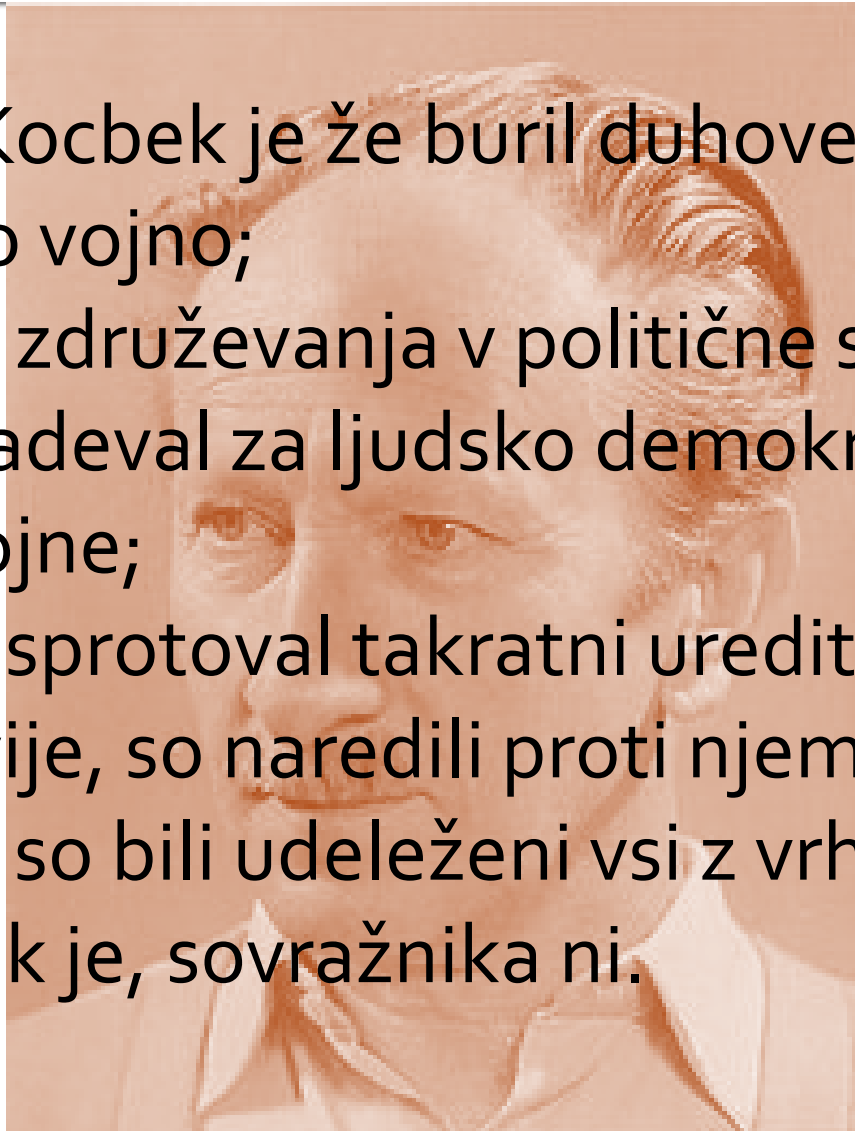 Kocbek je že buril duhove
o vojno;
združevanja v politične s
adeval za ljudsko demokr
ojne;
sprotoval takratni uredit
ije, so naredili proti njem
so bili udeleženi vsi z vrh
k je, sovražnika ni.